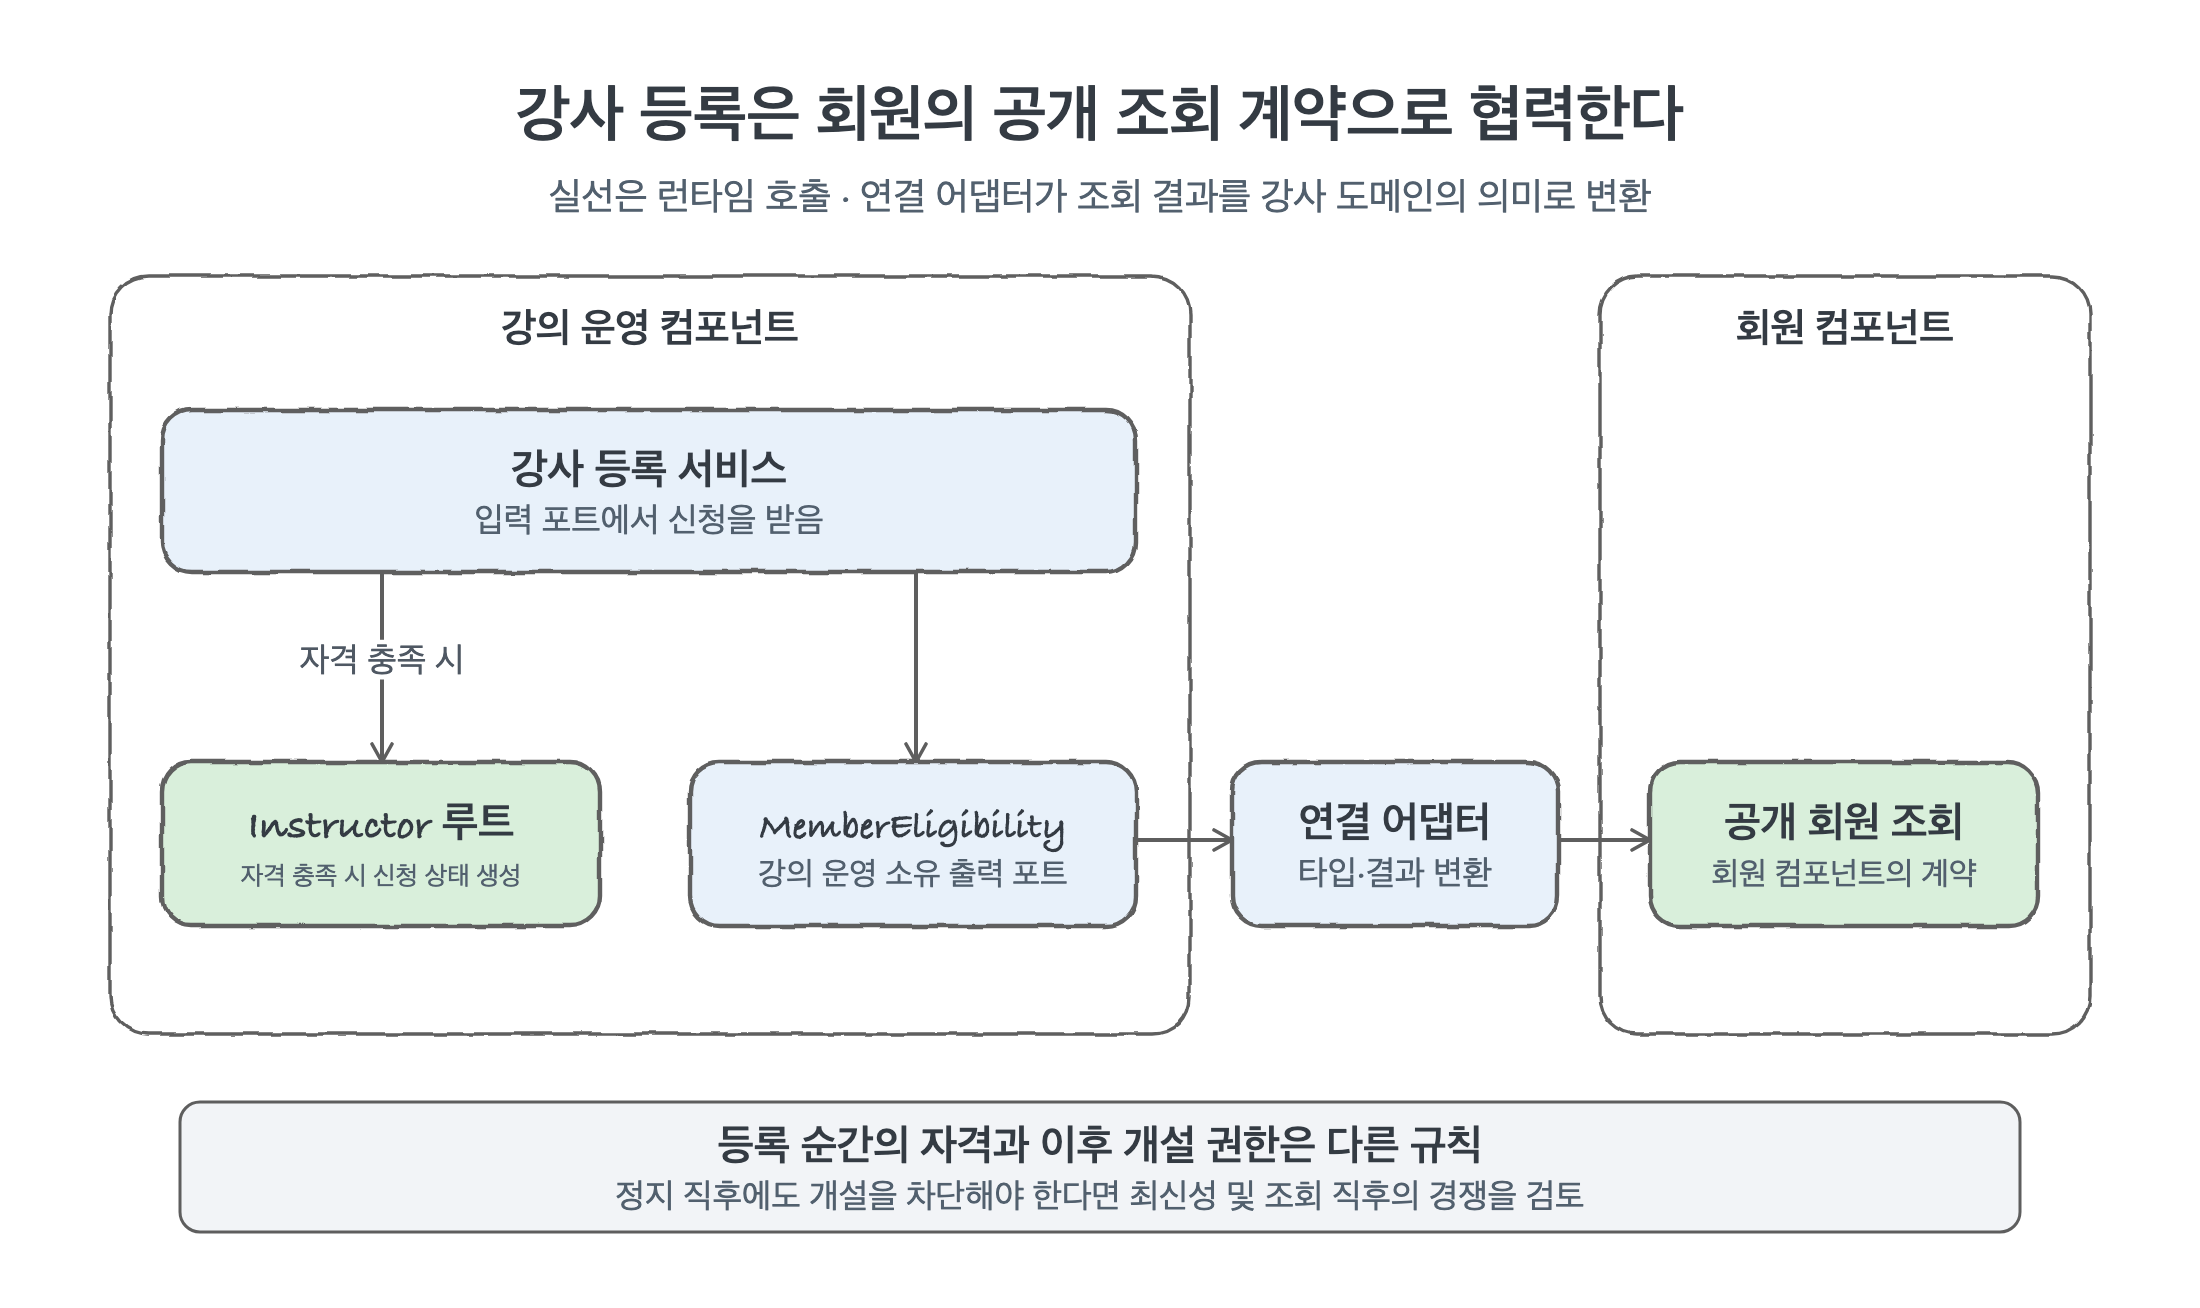 강사 등록은 회원의 공개 조회 계약으로 협력한다
실선은 런타임 호출 · 연결 어댑터가 조회 결과를 강사 도메인의 의미로 변환
강의 운영 컴포넌트
회원 컴포넌트
강사 등록 서비스
입력 포트에서 신청을 받음
자격 충족 시
Instructor 루트
자격 충족 시 신청 상태 생성
MemberEligibility
강의 운영 소유 출력 포트
연결 어댑터
타입·결과 변환
공개 회원 조회
회원 컴포넌트의 계약
등록 순간의 자격과 이후 개설 권한은 다른 규칙
정지 직후에도 개설을 차단해야 한다면 최신성 및 조회 직후의 경쟁을 검토